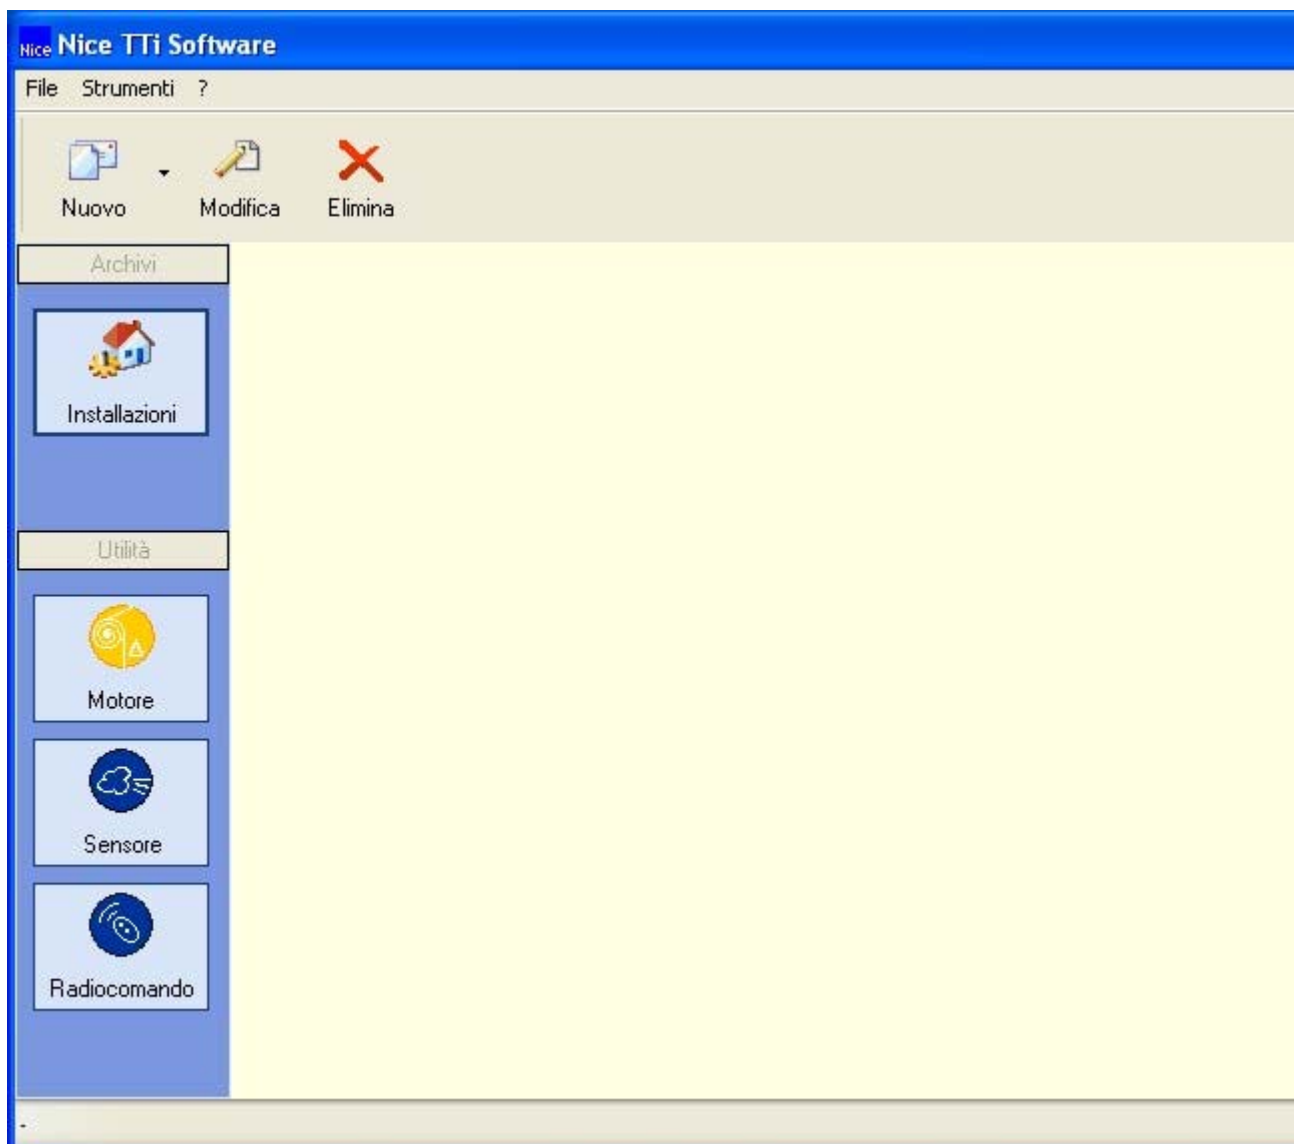 Nice Nice TTi Software
File Strumenti ?
Nuovo Modifica Elimina
Archivi
Installazioni
Utilità
Motore
Sensore
Radiocomando